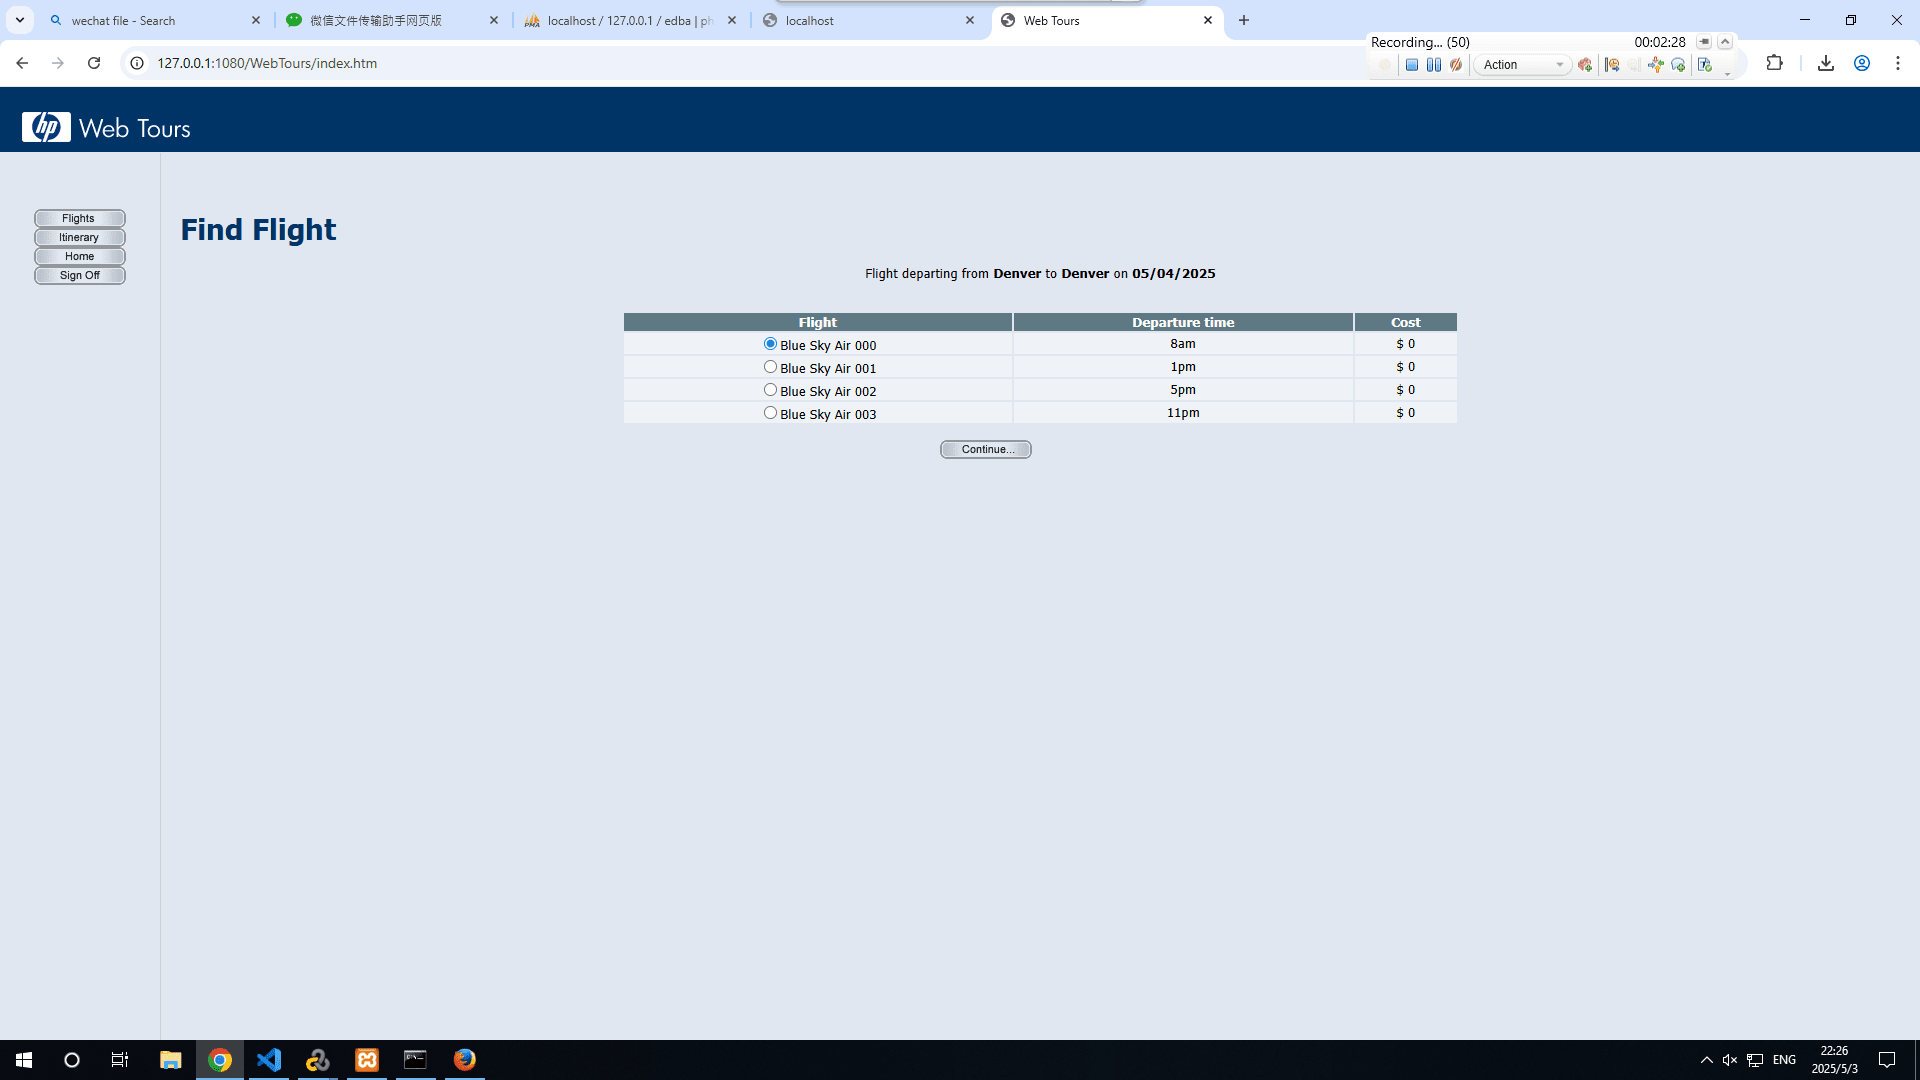 wechat file - Search
微信文件传输助手网页版
localhost / 127.0.0.1 / edba | ph
localhost
Web Tours
Recording... (50) 00:02:28
127.0.0.1:1080/WebTours/index.htm
Action
hp Web Tours
Flights
Itinerary
Home
Sign Off
Find Flight
Flight departing from Denver to Denver on 05/04/2025
Flight Departure time Cost
Blue Sky Air 000 8am $ 0
Blue Sky Air 001 1pm $ 0
Blue Sky Air 002 5pm $ 0
Blue Sky Air 003 11pm $ 0
Continue...
ENG
22:26
2025/5/3